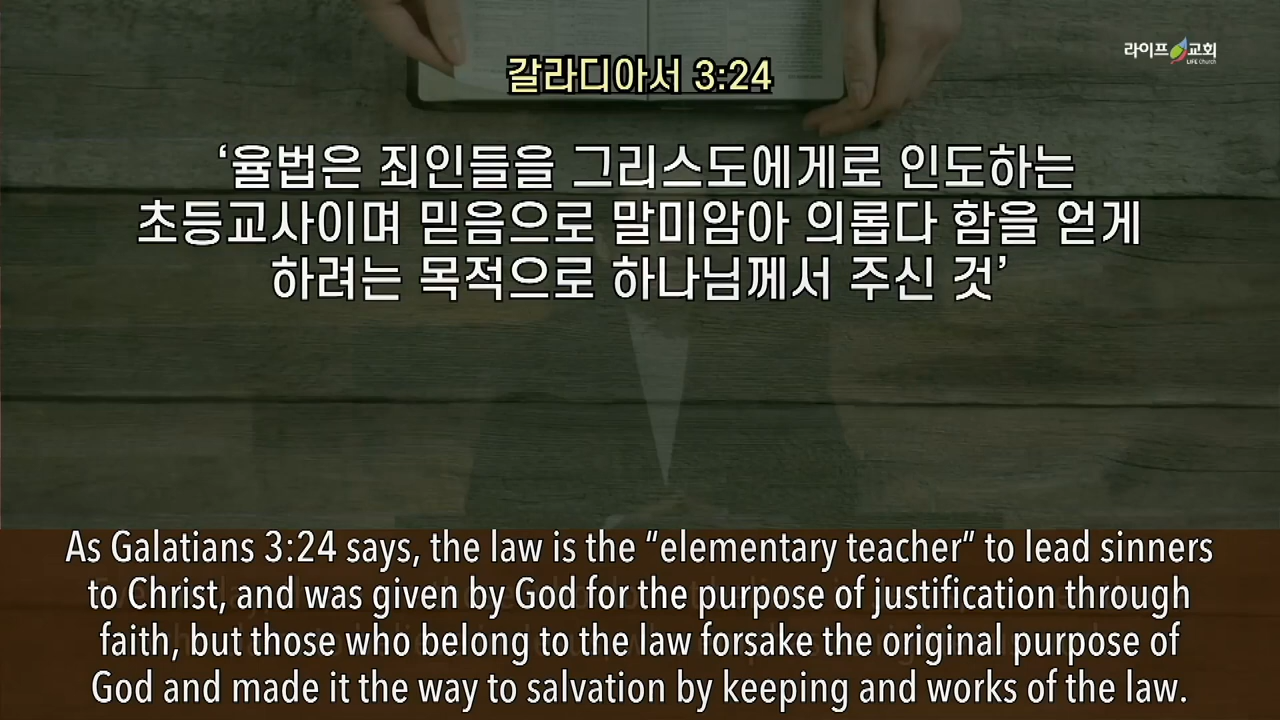 라이프 교회
LIFE Church
갈라디아서 3:24
‘율법은 죄인들을 그리스도에게로 인도하는
초등교사이며 믿음으로 말미암아 의롭다 함을 얻게
하려는 목적으로 하나님께서 주신 것’
As Galatians 3:24 says, the law is the “elementary teacher” to lead sinners
to Christ, and was given by God for the purpose of justification through
faith, but those who belong to the law forsake the original purpose of
God and made it the way to salvation by keeping and works of the law.